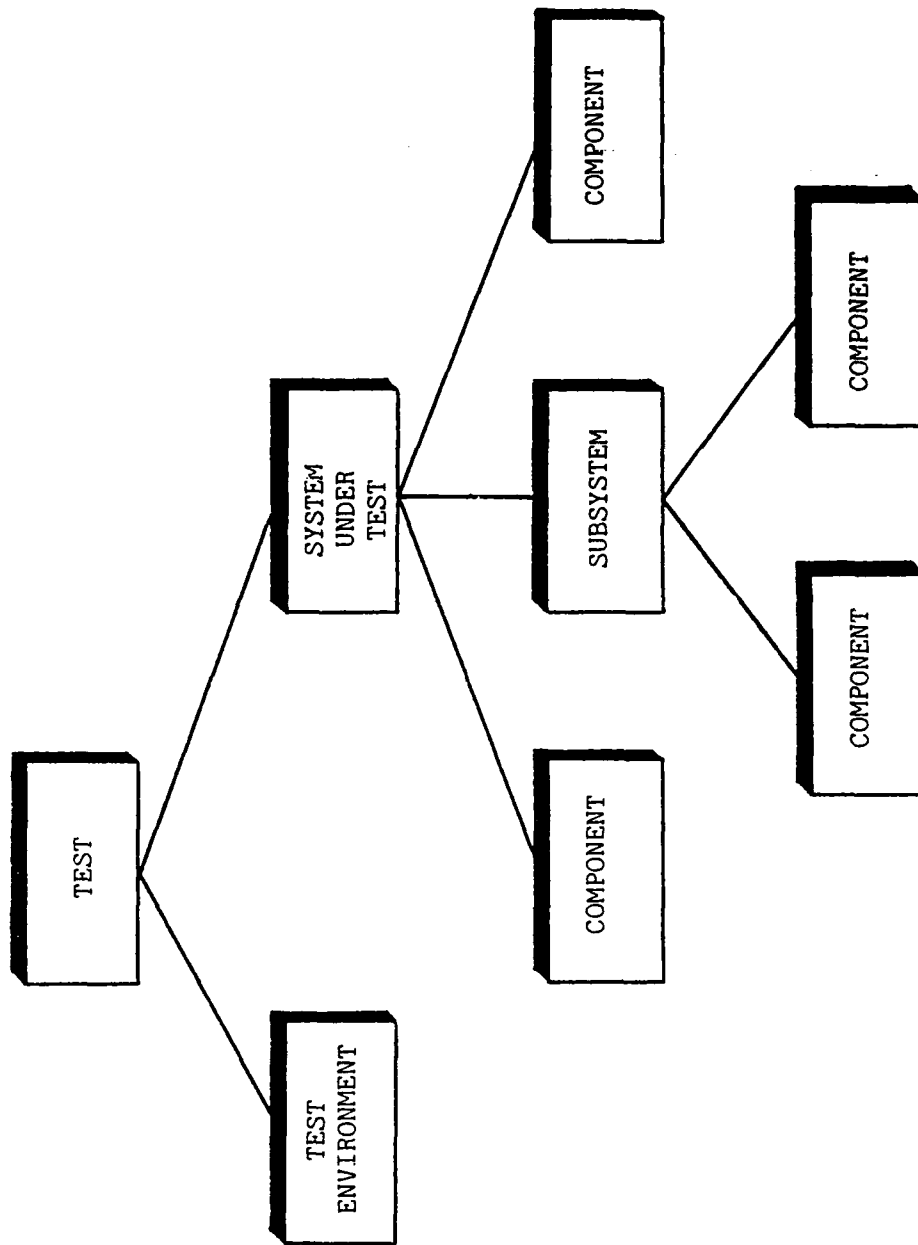 TEST
TEST
ENVIRONMENT
SYSTEM
UNDER
TEST
COMPONENT
SUBSYSTEM
COMPONENT
COMPONENT
COMPONENT